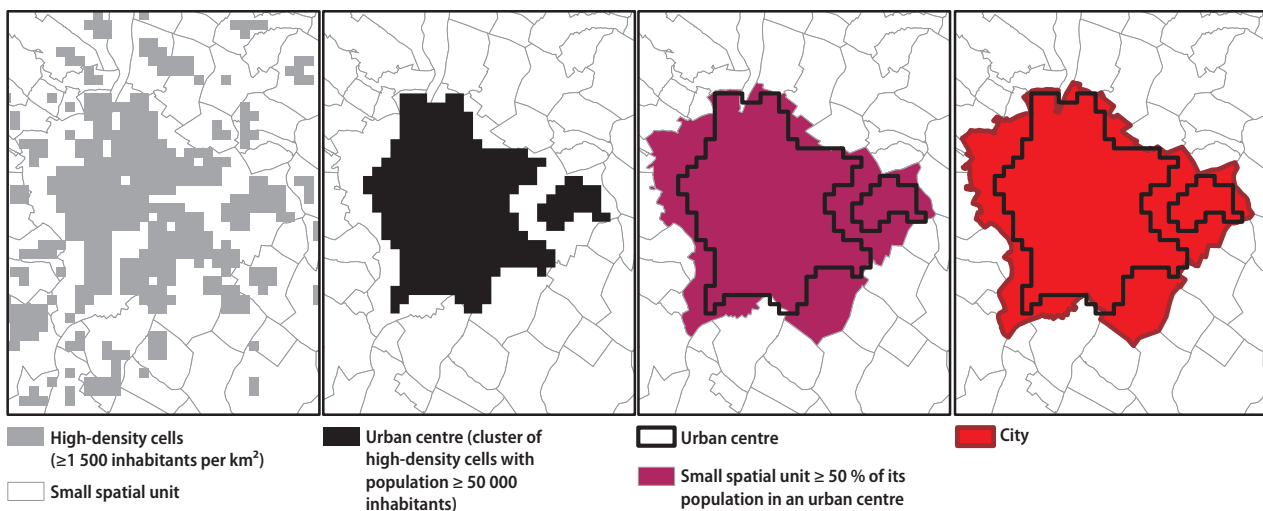 High-density cells
(≥1 500 inhabitants per km²)
Small spatial unit
Urban centre (cluster of
high-density cells with
population ≥ 50 000
inhabitants)
Urban centre
Small spatial unit ≥ 50 % of its
population in an urban centre
City